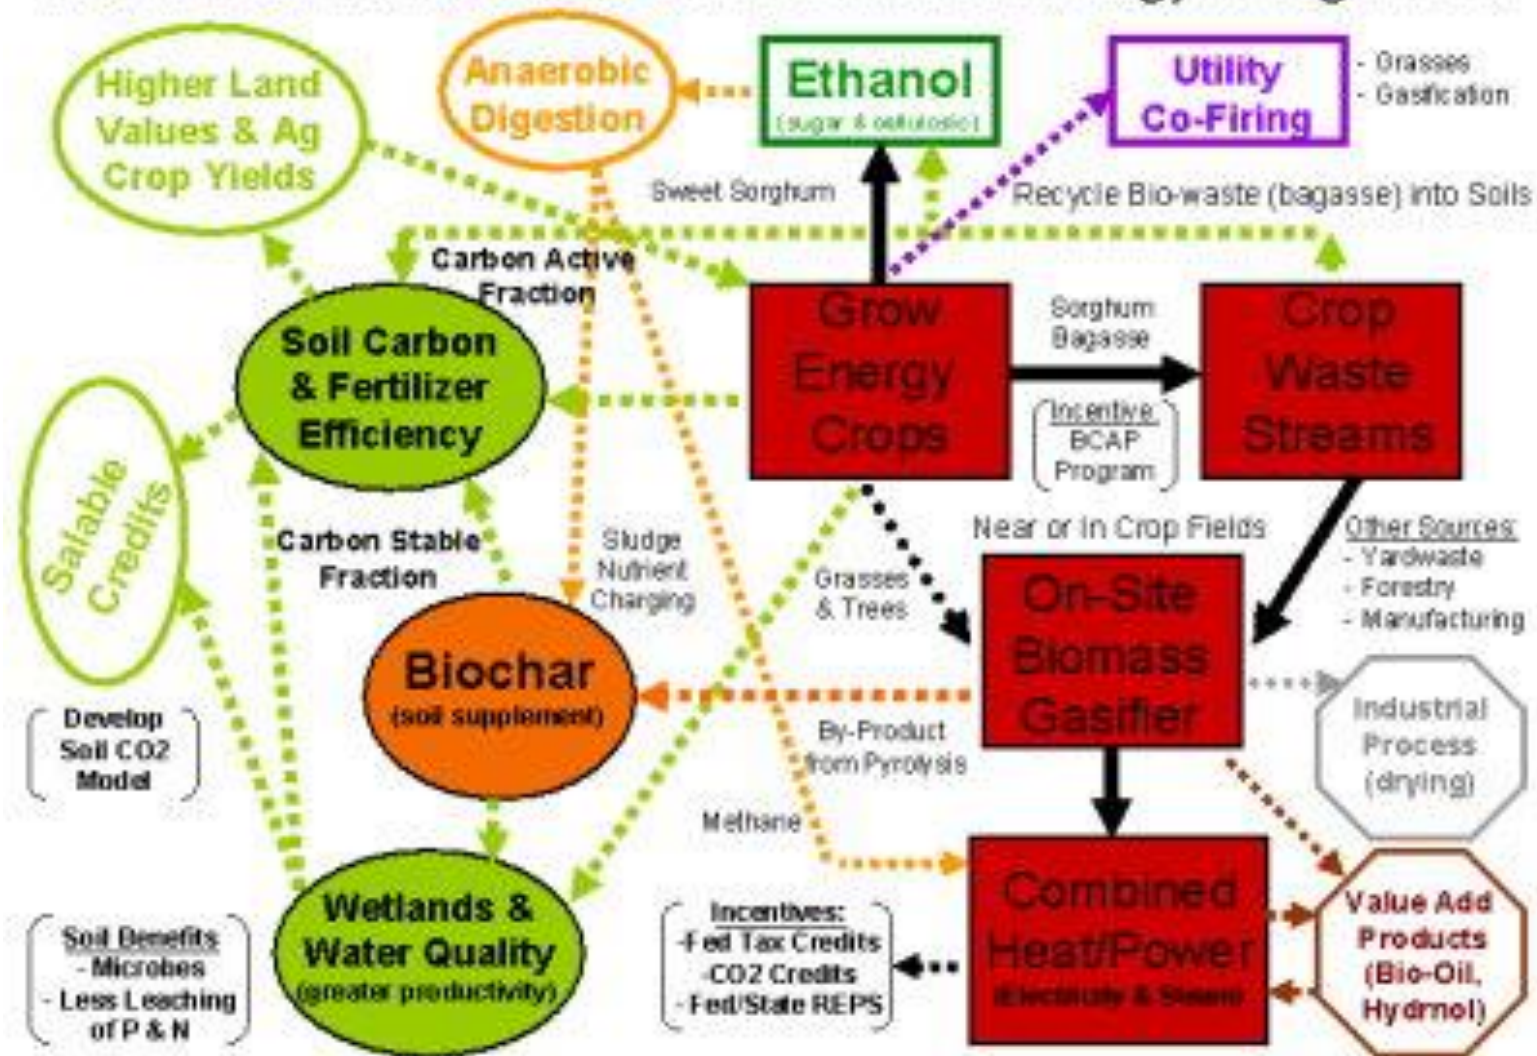 Higher Land
Values & Ag
Crop Yields
Anaerobic
Digestion
Ethanol
(sugar & cellulosic)
Utility
Co-Firing
- Grasses
- Gasification
Sweet Sorghum
Recycle Bio-waste (bagasse) into Soils
Carbon Active
Fraction
Soil Carbon
& Fertilizer
Efficiency
Grow
Energy
Crops
Sorghum
Bagasse
Incentive:
BCAP
Program
Crop
Waste
Streams
Salable
Credits
Carbon Stable
Fraction
Sludge
Nutrient
Charging
Grasses
& Trees
Near or in Crop Fields
Other Sources:
- Yardwaste
- Forestry
- Manufacturing
On-Site
Biomass
Gasifier
Biochar
(soil supplement)
By-Product
from Pyrolysis
Industrial
Process
(drying)
Develop
Soil CO2
Model
Methane
Wetlands &
Water Quality
(greater productivity)
Soil Benefits
- Microbes
- Less Leaching
of P & N
Incentives:
-Fed Tax Credits
-CO2 Credits
-Fed/State REPS
Combined
Heat/Power
(Electricity & Steam)
Value Add
Products
(Bio-Oil,
Hydrnol)